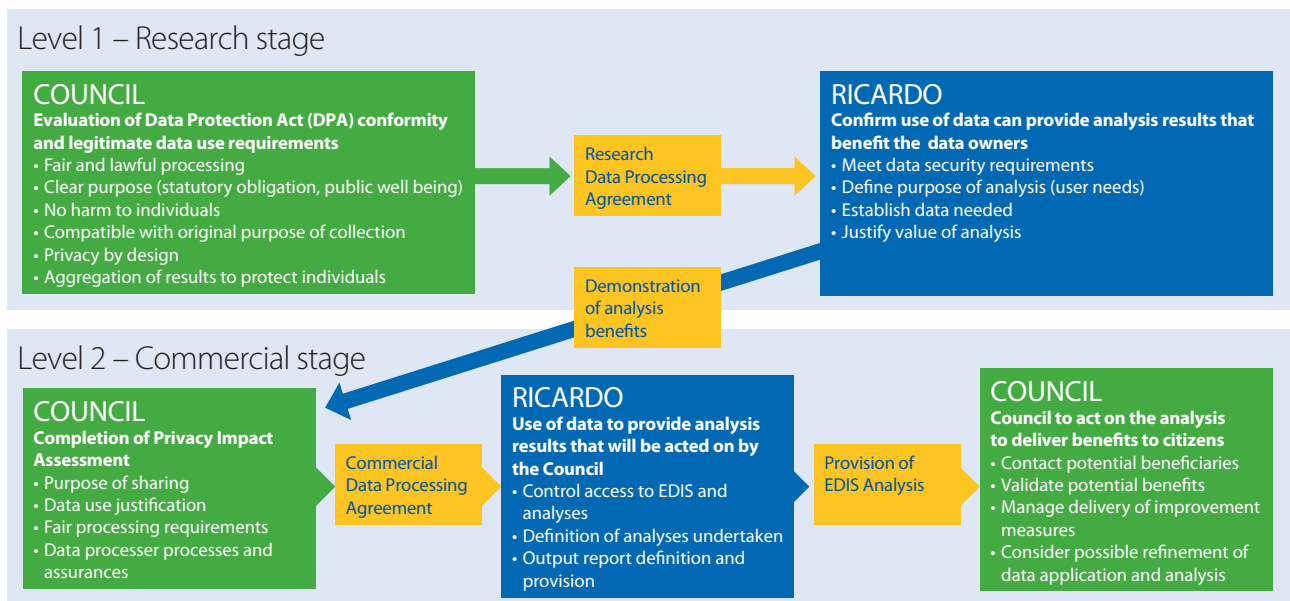 Level 1 – Research stage
COUNCIL
Evaluation of Data Protection Act (DPA) conformity
and legitimate data use requirements
• Fair and lawful processing
• Clear purpose (statutory obligation, public well being)
• No harm to individuals
• Compatible with original purpose of collection
• Privacy by design
• Aggregation of results to protect individuals
Research
Data Processing
Agreement
RICARDO
Confirm use of data can provide analysis results that
benefit the data owners
• Meet data security requirements
• Define purpose of analysis (user needs)
• Establish data needed
• Justify value of analysis
Demonstration
of analysis
benefits
Level 2 – Commercial stage
COUNCIL
Completion of Privacy Impact
Assessment
• Purpose of sharing
• Data use justification
• Fair processing requirements
• Data processer processes and
assurances
Commercial
Data Processing
Agreement
RICARDO
Use of data to provide analysis
results that will be acted on by
the Council
• Control access to EDIS and
analyses
• Definition of analyses undertaken
• Output report definition and
provision
Provision of
EDIS Analysis
COUNCIL
Council to act on the analysis
to deliver benefits to citizens
• Contact potential beneficiaries
• Validate potential benefits
• Manage delivery of improvement
measures
• Consider possible refinement of
data application and analysis